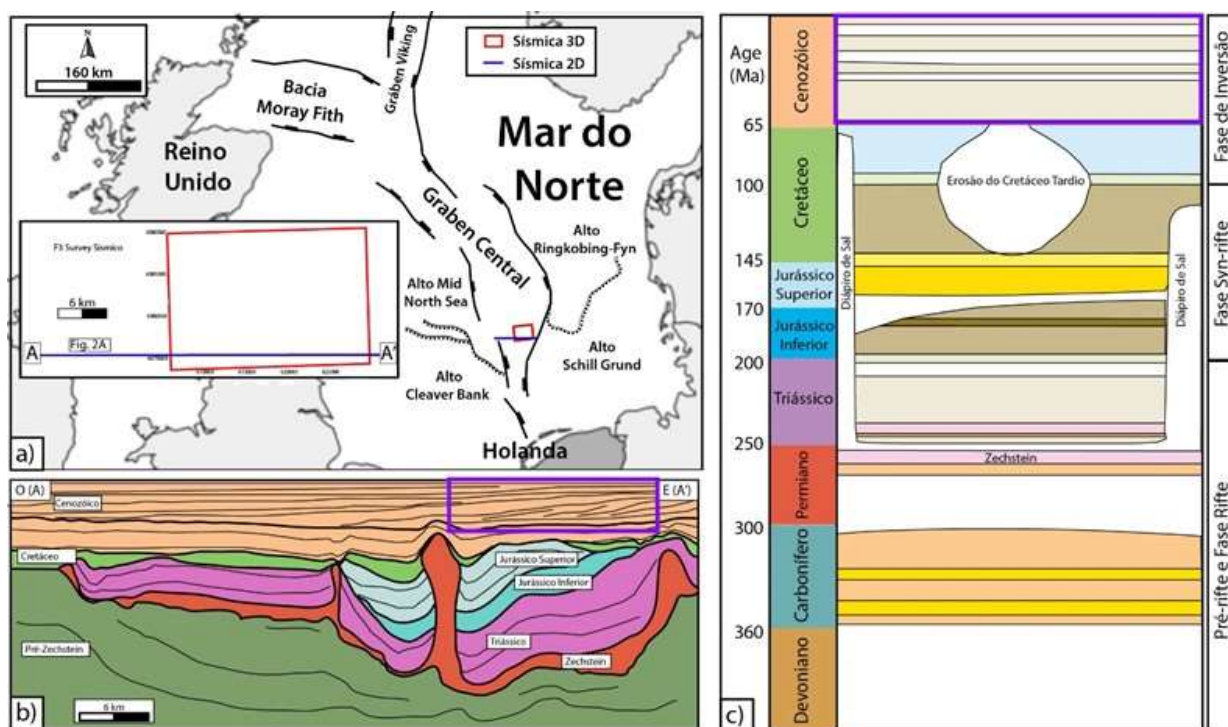 N
160 km
Sísmica 3D
Sísmica 2D
Gráben Viking
Bacia
Moray Fith
Reino
Unido
Mar do
Norte
Graben Central
Alto
Ringkobing-Fyn
F3 Survey Sísmico
6 km
A
Fig. 2A
A'
Alto Mid
North Sea
Alto
Cleaver Bank
Alto
Schill Grund
Holanda
a)
O (A)
E (A')
Cenozóico
Cretáceo
Jurássico Superior
Jurássico Inferior
Triássico
Pré-Zechstein
Zechstein
6 km
b)
Age
(Ma)
65
100
145
170
200
250
300
360
Cenozóico
Cretáceo
Jurássico
Superior
Jurássico
Inferior
Triássico
Permiano
Carbonífero
Devoniano
Erosão do Cretáceo Tardio
Diápiro de Sal
Diápiro de Sal
Zechstein
Fase de Inversão
Fase Syn-rifte
Pré-rifte e Fase Rifte
c)